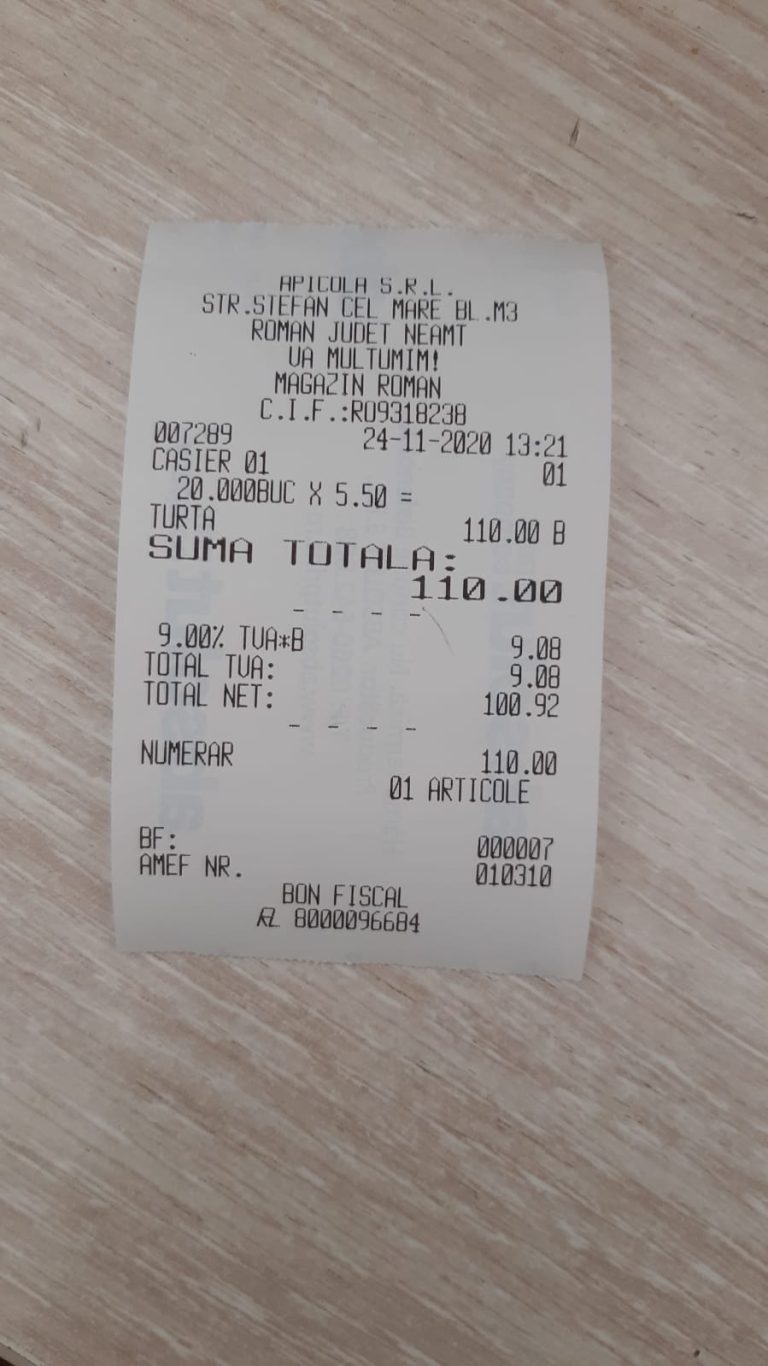 APICOLA S.R.L.
STR.STEFAN CEL MARE BL.M3
ROMAN JUDET NEAMT
VA MULTUMIM!
MAGAZIN ROMAN
C.I.F.:RO9318238
007289 24-11-2020 13:21
CASIER 01 01
20.000BUC X 5.50 =
TURTA 110.00 B
SUMA TOTALA:
110.00
- - - -
9.00% TVA*B 9.08
TOTAL TVA: 9.08
TOTAL NET: 100.92
- - - -
NUMERAR 110.00
01 ARTICOLE
BF: 000007
AMEF NR. 010310
BON FISCAL
8000096684